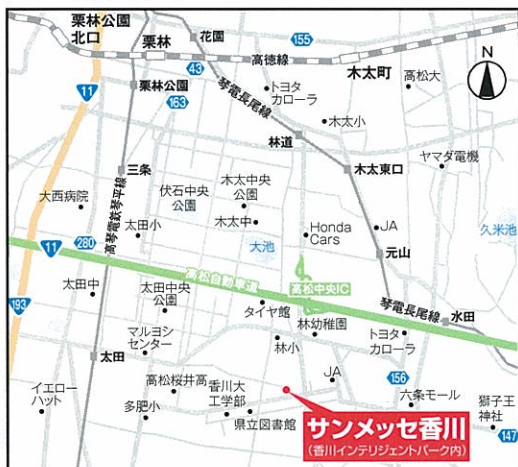 栗林公園
北口
栗林
花園
155
高徳線
43
木太町
N
11
栗林公園
163
琴電長尾線
トヨタ
カローラ
高松大
木太小
林道
三条
伏石中央
公園
木太中央
公園
木太東口
ヤマダ電機
大西病院
高琴電鉄琴平線
太田小
木太中
Honda
Cars
JA
久米池
11
280
大池
元山
高松自動車道
高松中央IC
太田中
太田中央
公園
193
タイヤ館
琴電長尾線
水田
林幼稚園
マルヨシ
センター
林小
トヨタ
カローラ
太田
高松桜井高
JA
156
イエロー
ハット
香川大
工学部
六条モール
獅子王
神社
多肥小
県立図書館
サンメッセ香川
(香川インテリジェントパーク内)
147